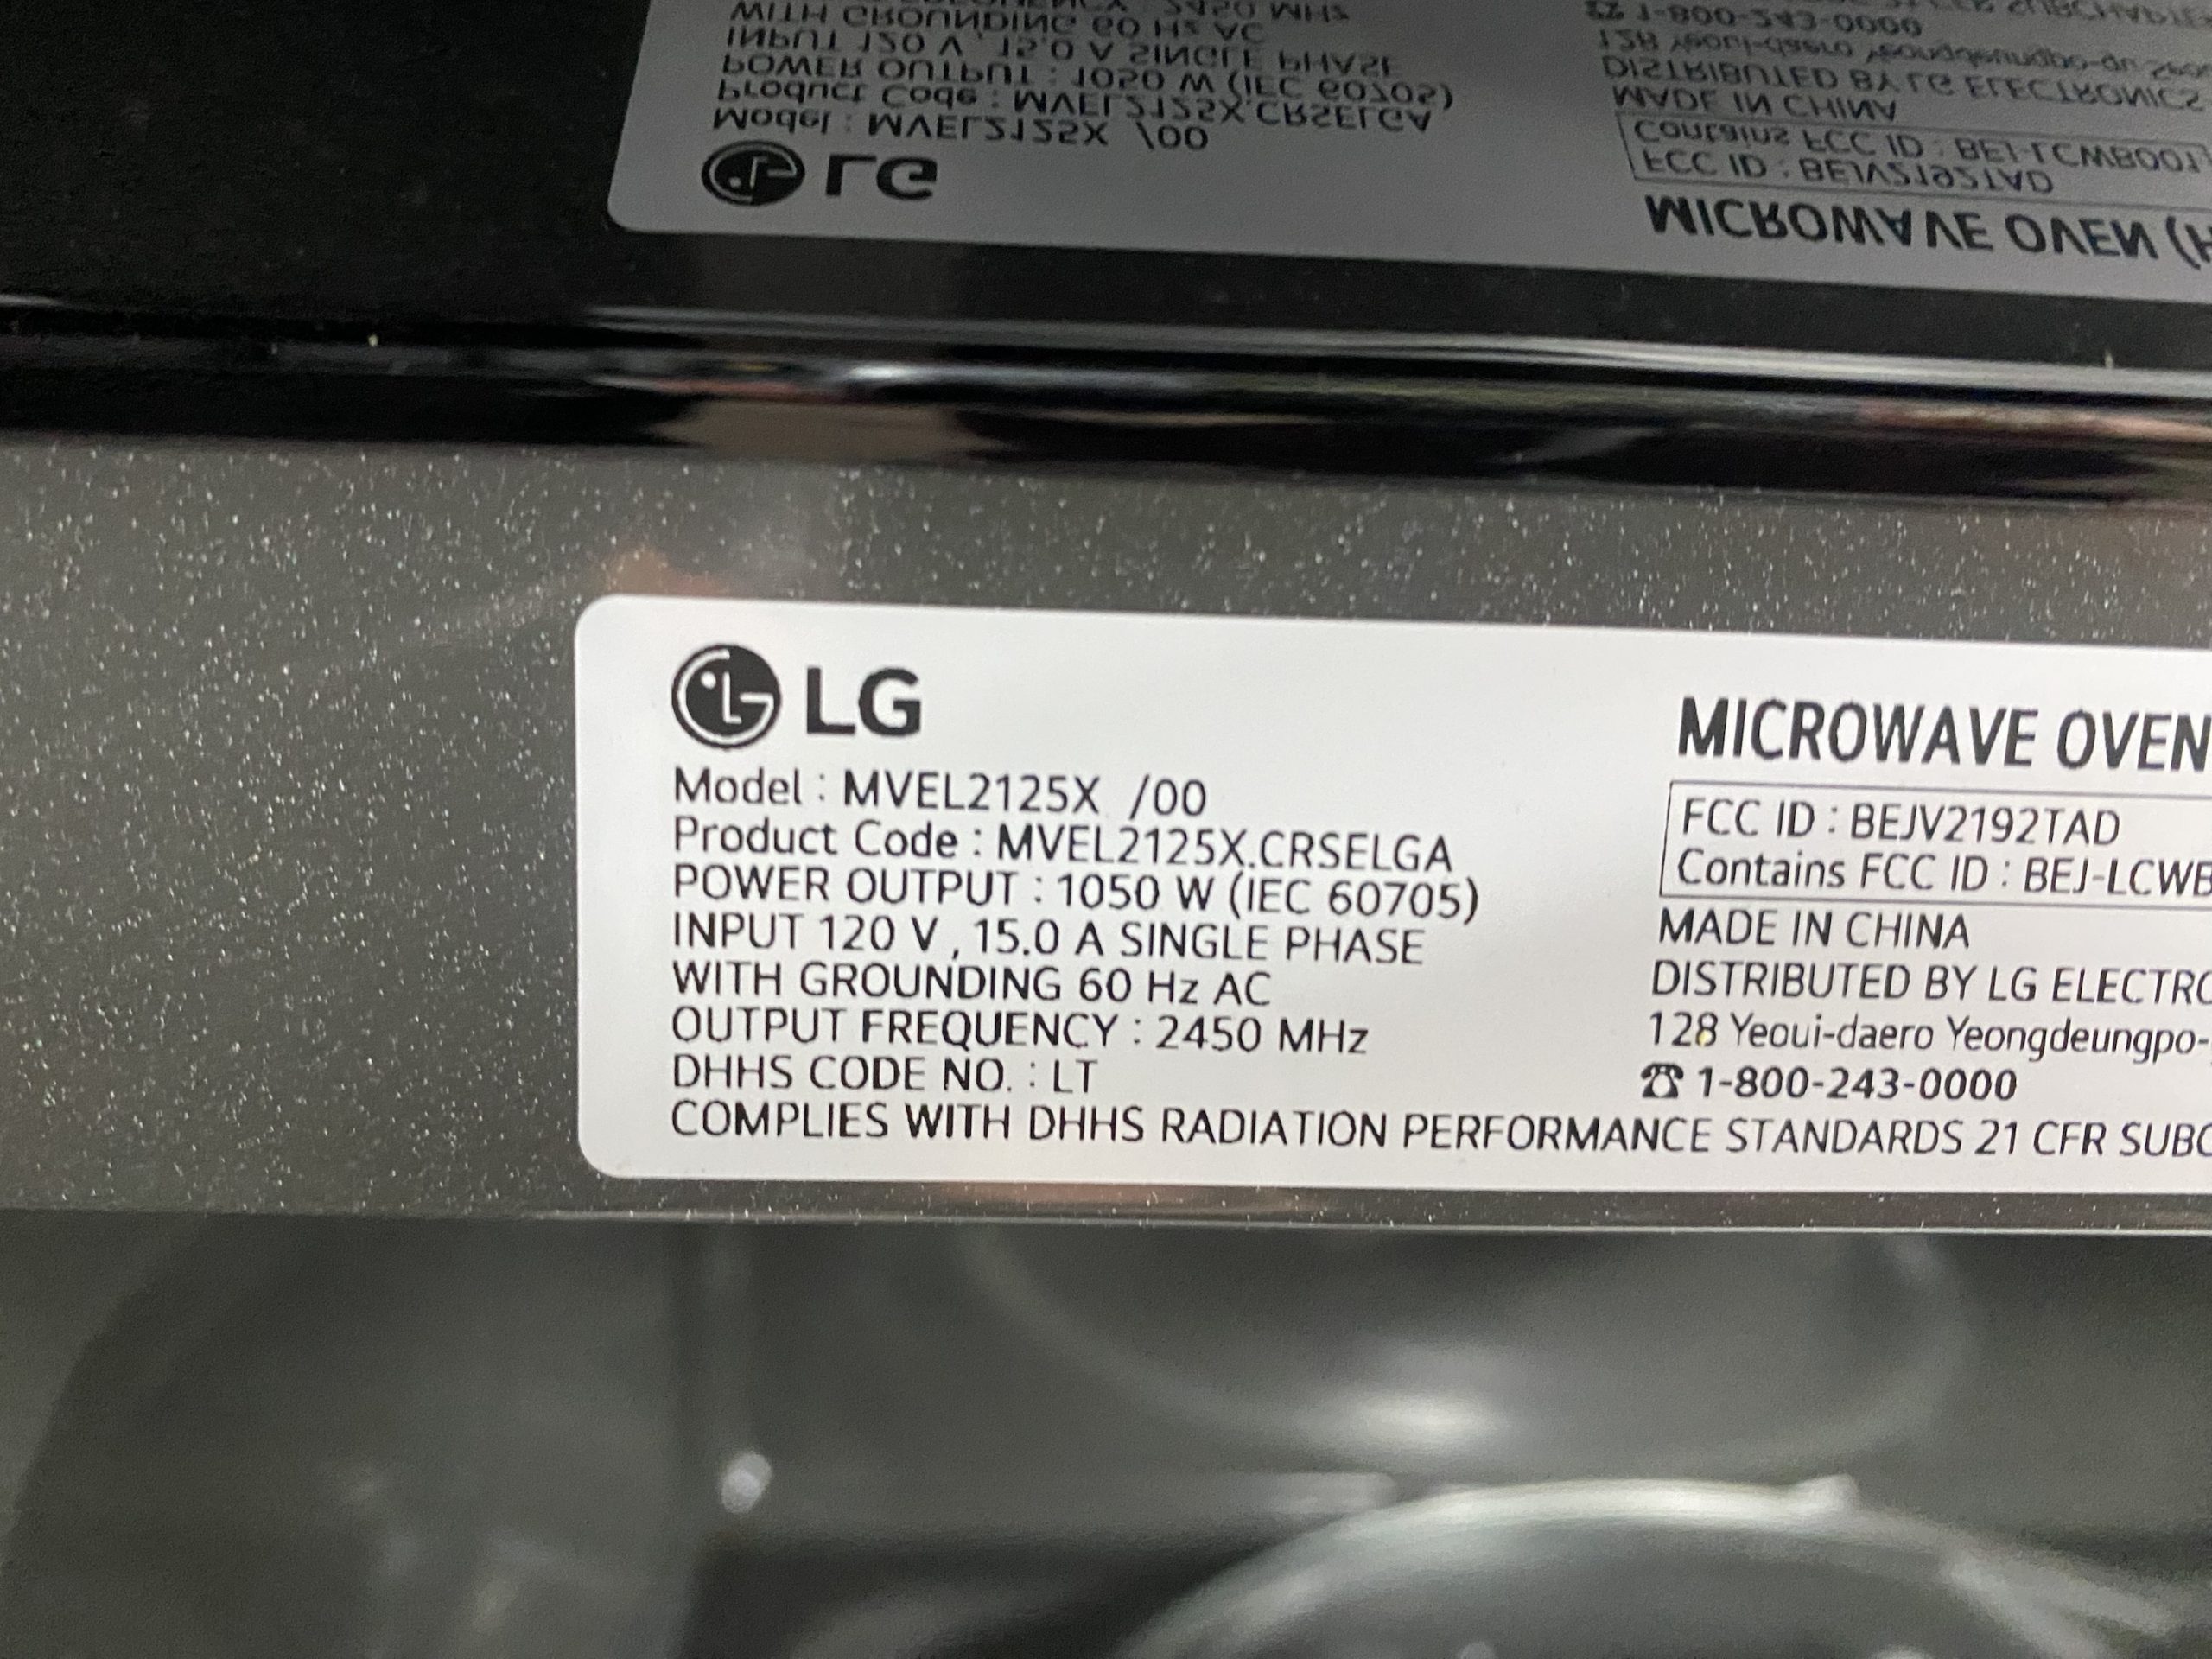 LG
Model : MVEL2125X /00
Product Code : MVEL2125X.CRSELGA
POWER OUTPUT : 1050 W (IEC 60705)
INPUT 120 V , 15.0 A SINGLE PHASE
WITH GROUNDING 60 Hz AC
OUTPUT FREQUENCY : 2450 MHz
DHHS CODE NO. : LT
COMPLIES WITH DHHS RADIATION PERFORMANCE STANDARDS 21 CFR SUBC
MICROWAVE OVEN
FCC ID : BEJV2192TAD
Contains FCC ID : BEJ-LCWB
MADE IN CHINA
DISTRIBUTED BY LG ELECTRO
128 Yeoui-daero Yeongdeungpo-
☎ 1-800-243-0000